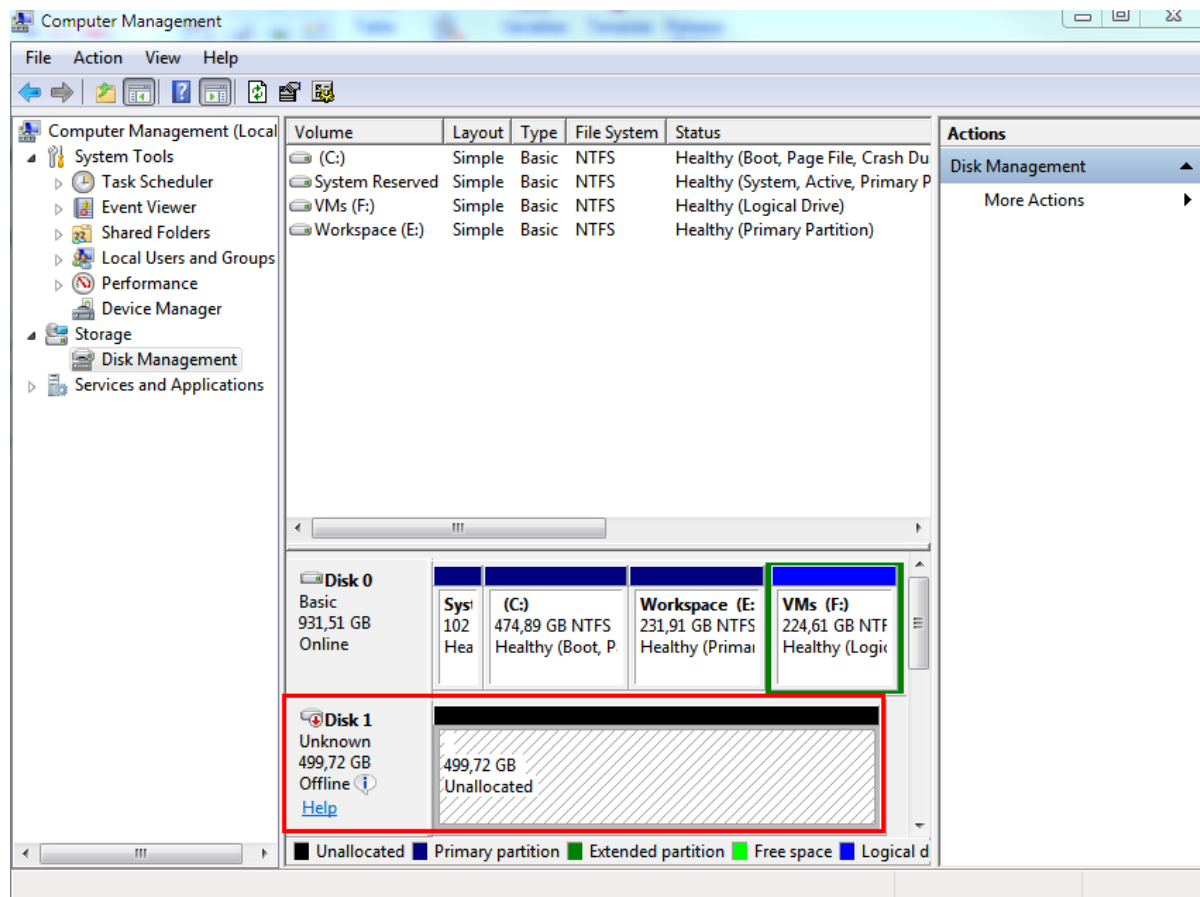 Computer Management
File Action View Help
Computer Management (Local
System Tools
Task Scheduler
Event Viewer
Shared Folders
Local Users and Groups
Performance
Device Manager
Storage
Disk Management
Services and Applications
Volume Layout Type File System Status
(C:) Simple Basic NTFS Healthy (Boot, Page File, Crash Du
System Reserved Simple Basic NTFS Healthy (System, Active, Primary P
VMs (F:) Simple Basic NTFS Healthy (Logical Drive)
Workspace (E:) Simple Basic NTFS Healthy (Primary Partition)
Disk 0
Basic
931,51 GB
Online
Syst
102
Hea
(C:)
474,89 GB NTFS
Healthy (Boot, P
Workspace (E:
231,91 GB NTFS
Healthy (Primar
VMs (F:)
224,61 GB NTF
Healthy (Logic
Disk 1
Unknown
499,72 GB
Offline
Help
499,72 GB
Unallocated
Unallocated Primary partition Extended partition Free space Logical d
Actions
Disk Management
More Actions